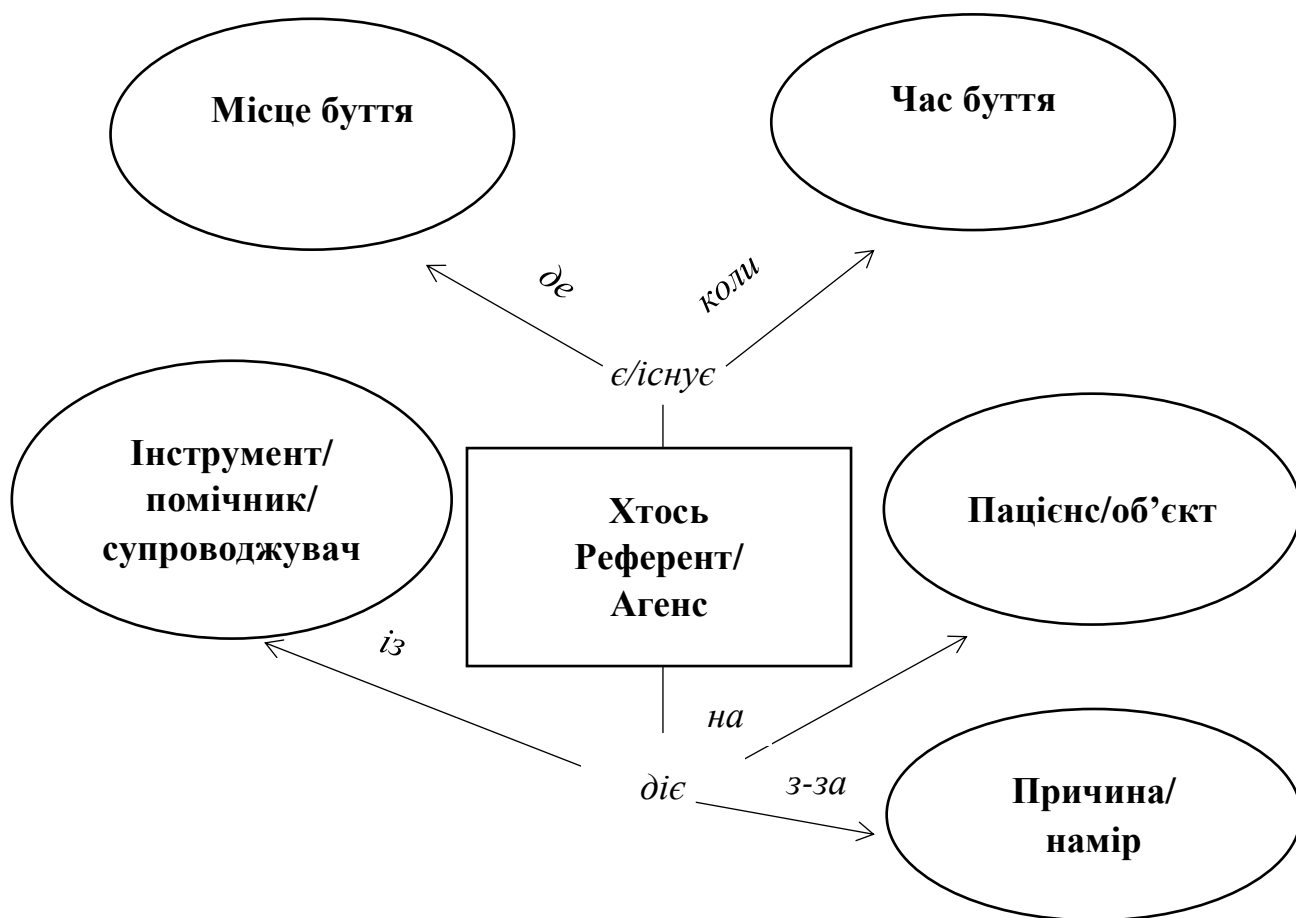 Місце буття
Час буття
де
коли
є/існує
Інструмент/
помічник/
супроводжувач
Хтось
Референт/
Агенс
Пацієнс/об’єкт
із
на
діє
з-за
Причина/
намір